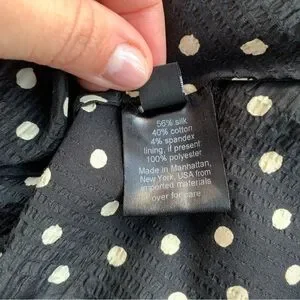 56% silk
40% cotton
4% spandex
lining, if present
100% polyester
Made in Manhattan,
New York, USA from
imported materials
over for care